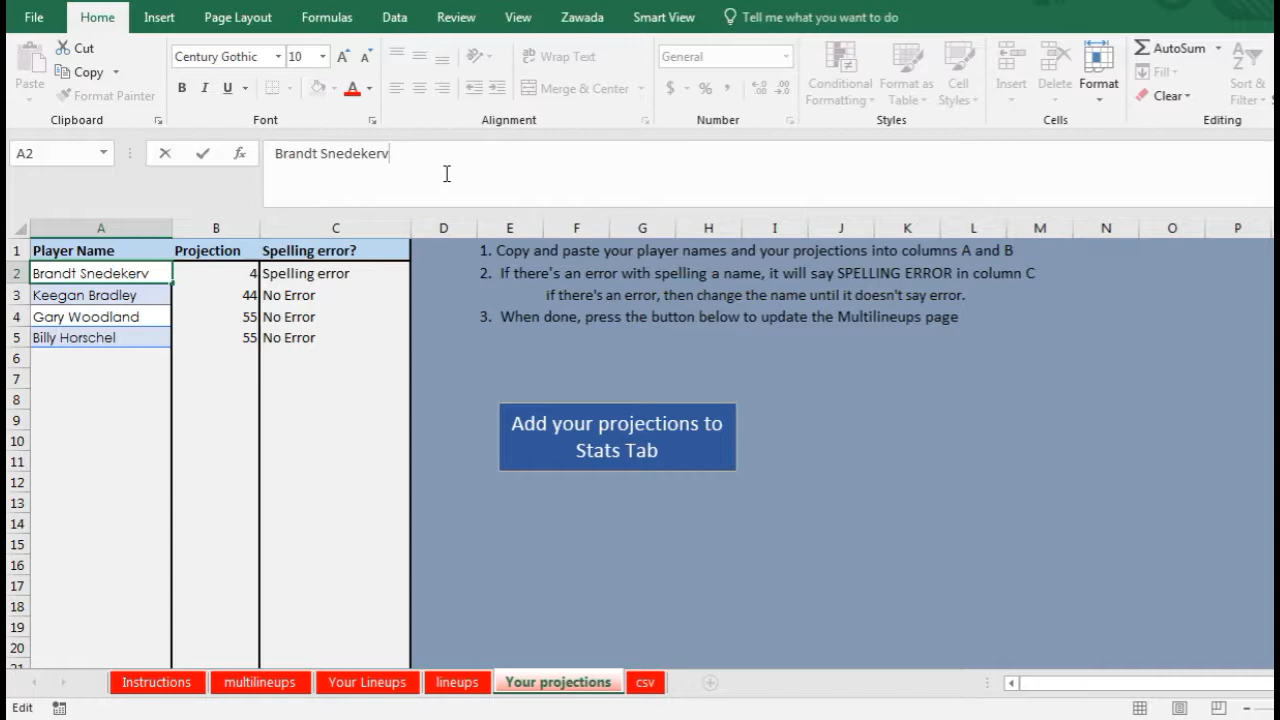 File Home Insert Page Layout Formulas Data Review View Zawada Smart View Tell me what you want to do
Paste Cut Copy Format Painter
Century Gothic 10 A A B I U A
Wrap Text Merge & Center
General $ % ,
Conditional Formatting Format as Table Cell Styles
Insert Delete Format
AutoSum Fill Clear Sort & Filter
Clipboard Font Alignment Number Styles Cells Editing
A2 fx Brandt Snedekerv
A B C D E F G H I J K L M N O P
1 Player Name Projection Spelling error? 1. Copy and paste your player names and your projections into columns A and B
2 Brandt Snedekerv 4 Spelling error 2. If there's an error with spelling a name, it will say SPELLING ERROR in column C
3 Keegan Bradley 44 No Error if there's an error, then change the name until it doesn't say error.
4 Gary Woodland 55 No Error 3. When done, press the button below to update the Multilineups page
5 Billy Horschel 55 No Error
6
7
8
9 Add your projections to
10 Stats Tab
11
12
13
14
15
16
17
18
19
20
21
Instructions multilineups Your Lineups lineups Your projections csv
Edit